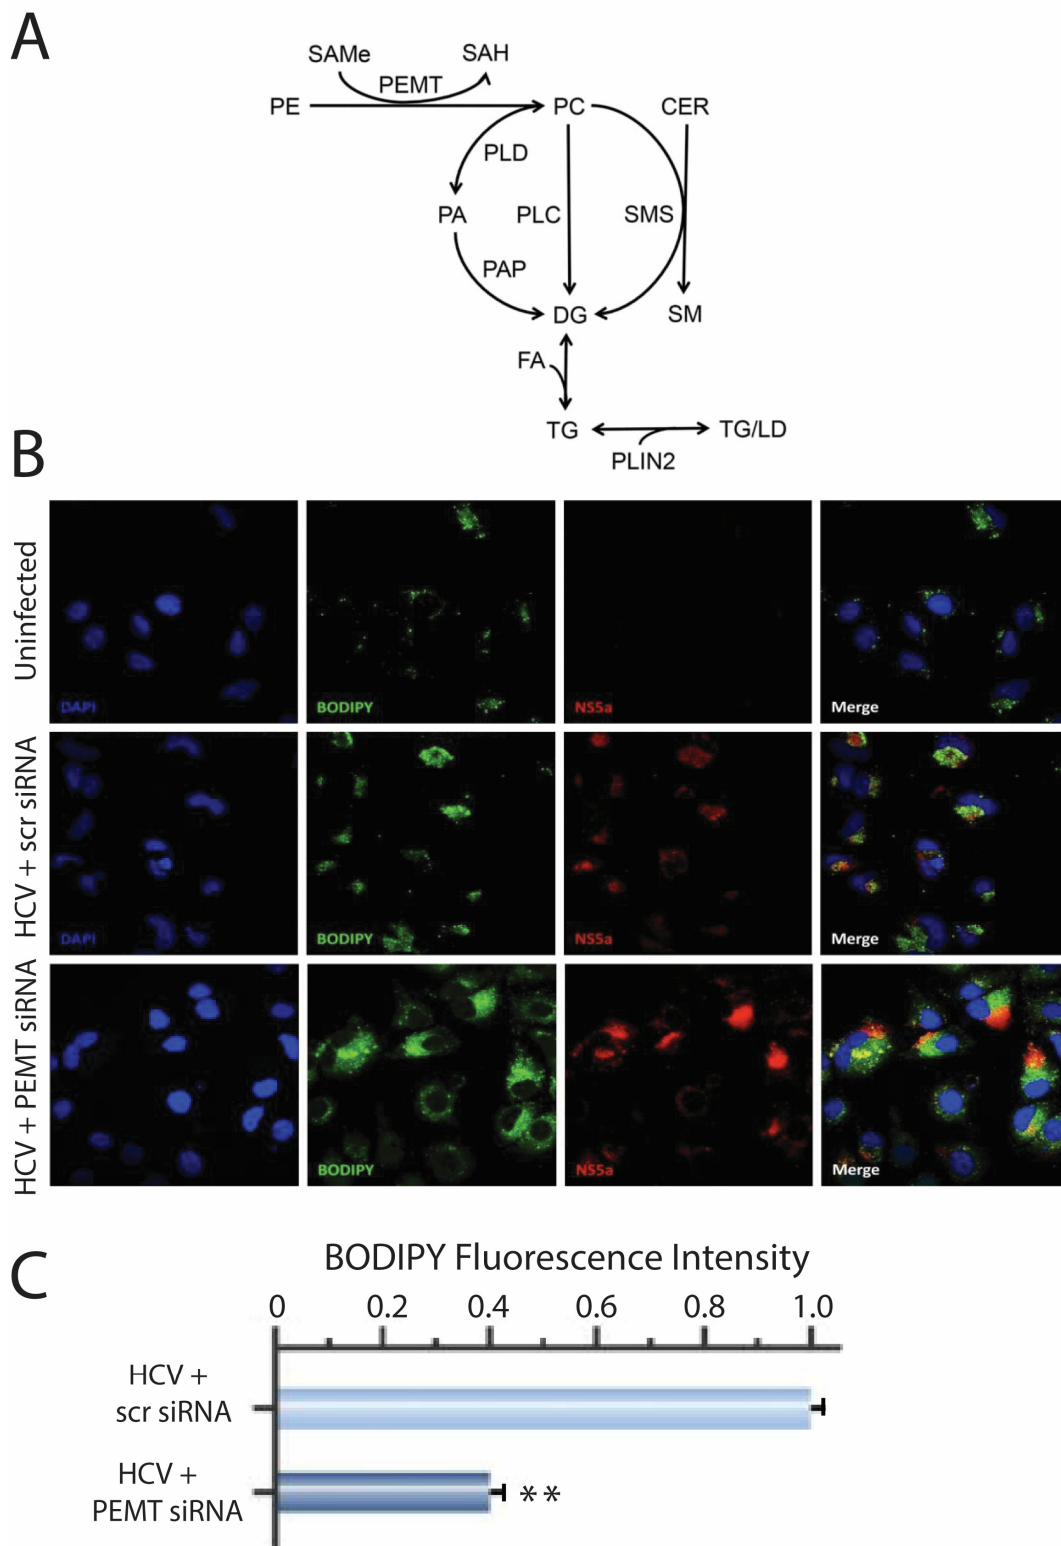 A
SAMe SAH
PEMT
PE PC CER
PLD
PA PLC SMS
PAP
DG SM
FA
TG TG/LD
PLIN2
B
Uninfected
DAPI BODIPY NS5a Merge
HCV + scr siRNA
DAPI BODIPY NS5a Merge
HCV + PEMT siRNA
BODIPY NS5a Merge
C
BODIPY Fluorescence Intensity
0 0.2 0.4 0.6 0.8 1.0
HCV +
scr siRNA
HCV +
PEMT siRNA
**